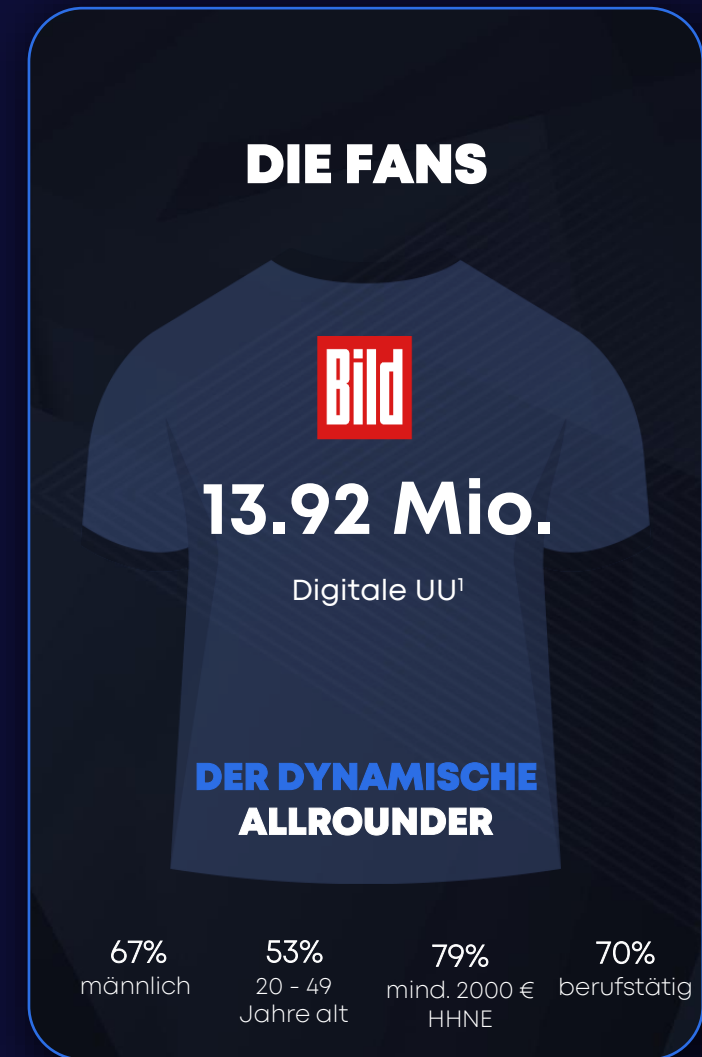 DIE FANS
Bild
13.92 Mio.
Digitale UU¹
DER DYNAMISCHE
ALLROUNDER
67%
männlich
53%
20 - 49
Jahre alt
79%
mind. 2000 €
HHNE
70%
berufstätig